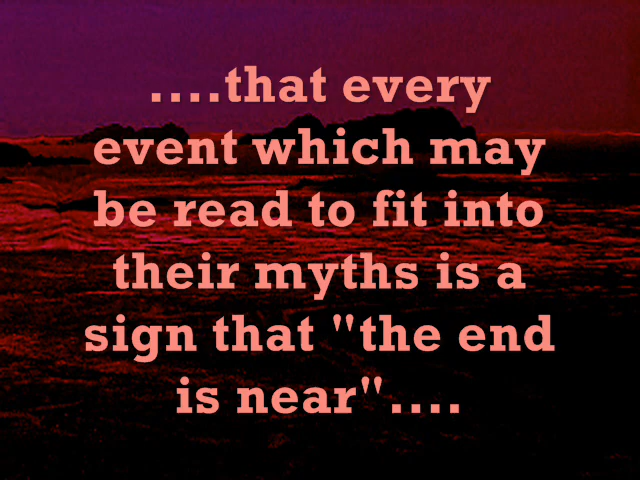 ....that every
event which may
be read to fit into
their myths is a
sign that "the end
is near"....